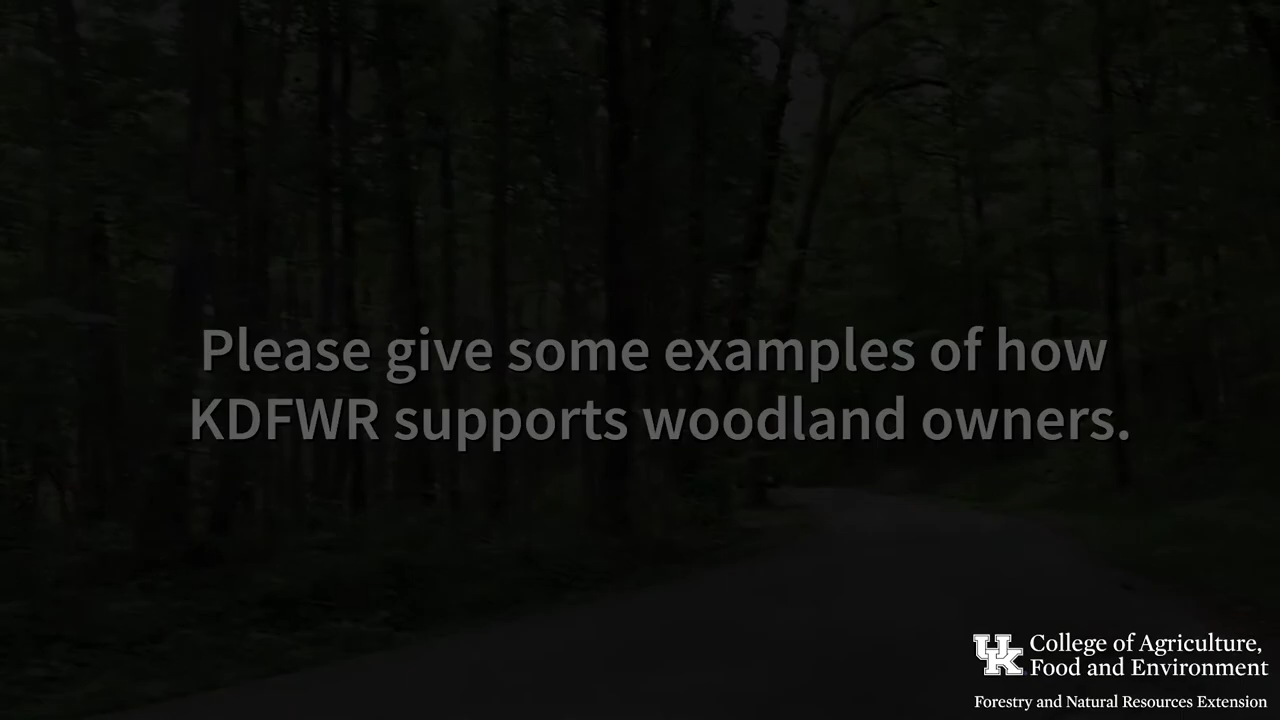 Please give some examples of how
KDFWR supports woodland owners.
UK College of Agriculture,
Food and Environment
Forestry and Natural Resources Extension